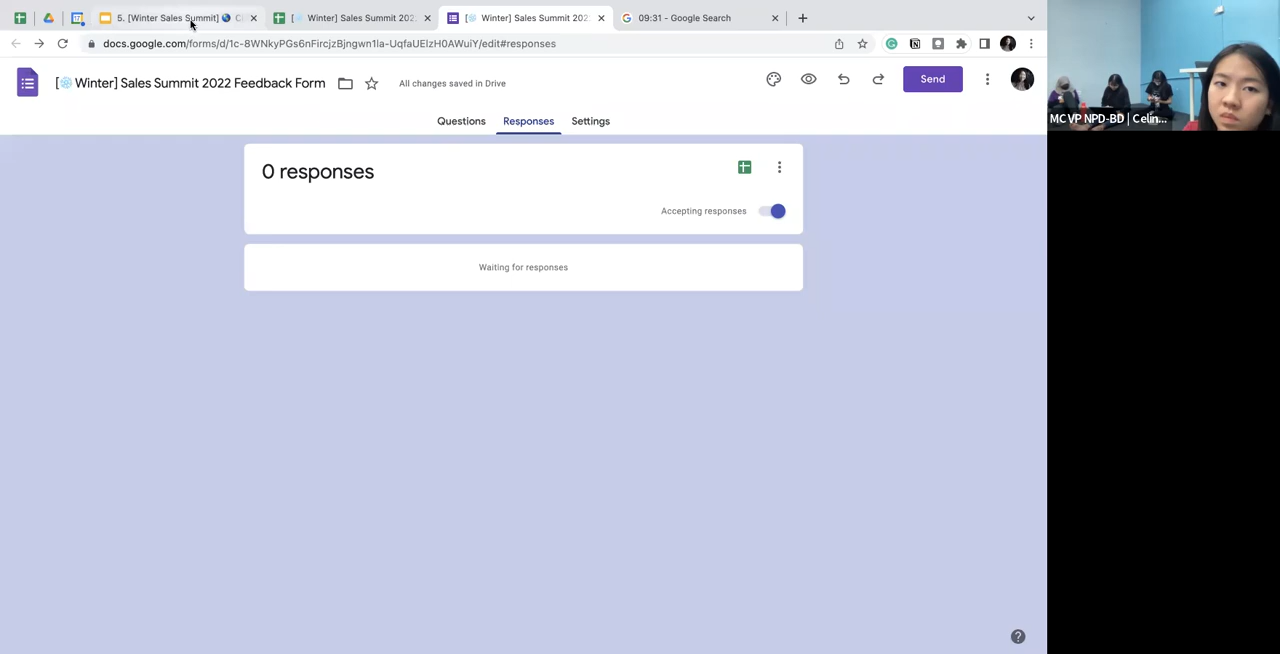 5. [Winter Sales Summit] 🌎
[❄️ Winter] Sales Summit 202
[❄️ Winter] Sales Summit 202
09:31 - Google Search
docs.google.com/forms/d/1c-8WNkyPGs6nFircjzBjngwn1la-UqfaUElzH0AWuiY/edit#responses
[❄️Winter] Sales Summit 2022 Feedback Form
All changes saved in Drive
Send
Questions
Responses
Settings
0 responses
Accepting responses
Waiting for responses
MC VP NPD-BD | Celin...